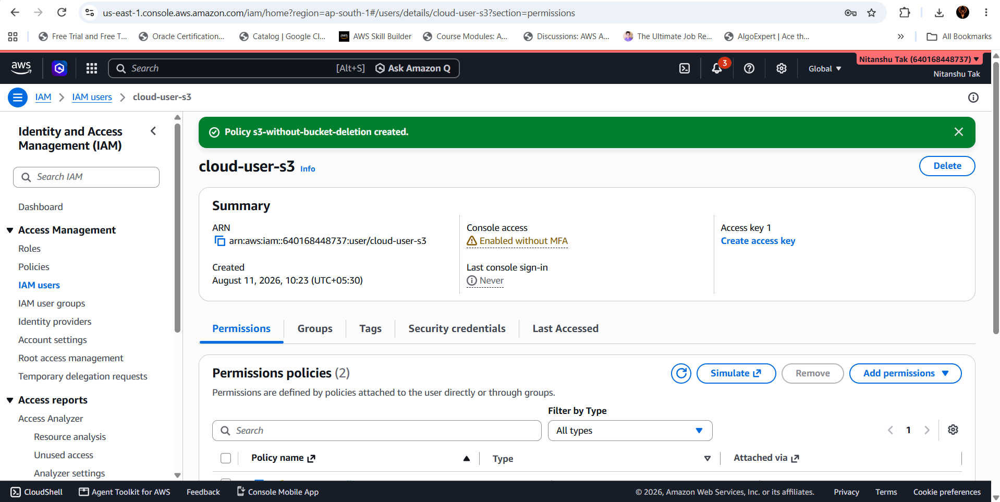 us-east-1.console.aws.amazon.com/iam/home?region=ap-south-1#/users/details/cloud-user-s3?section=permissions
Free Trial and Free T...
Oracle Certification...
Catalog | Google Cl...
aws
AWS Skill Builder
Course Modules: A...
Discussions: AWS A...
The Ultimate Job Re...
AlgoExpert | Ace th...
All Bookmarks
aws
Search
[Alt+S]
Ask Amazon Q
3
Global
Nitanshu Tak (640168448737)
Nitanshu Tak
IAM
IAM users
cloud-user-s3
Identity and Access
Management (IAM)
Search IAM
Dashboard
Access Management
Roles
Policies
IAM users
IAM user groups
Identity providers
Account settings
Root access management
Temporary delegation requests
Access reports
Access Analyzer
Resource analysis
Unused access
Analyzer settings
Policy s3-without-bucket-deletion created.
cloud-user-s3 Info
Delete
Summary
ARN
arn:aws:iam::640168448737:user/cloud-user-s3
Created
August 11, 2026, 10:23 (UTC+05:30)
Console access
Enabled without MFA
Last console sign-in
Never
Access key 1
Create access key
Permissions
Groups
Tags
Security credentials
Last Accessed
Permissions policies (2)
Simulate
Remove
Add permissions
Permissions are defined by policies attached to the user directly or through groups.
Filter by Type
Search
All types
1
Policy name
Type
Attached via
CloudShell
Agent Toolkit for AWS
Feedback
Console Mobile App
© 2026, Amazon Web Services, Inc. or its affiliates.
Privacy
Terms
Cookie preferences